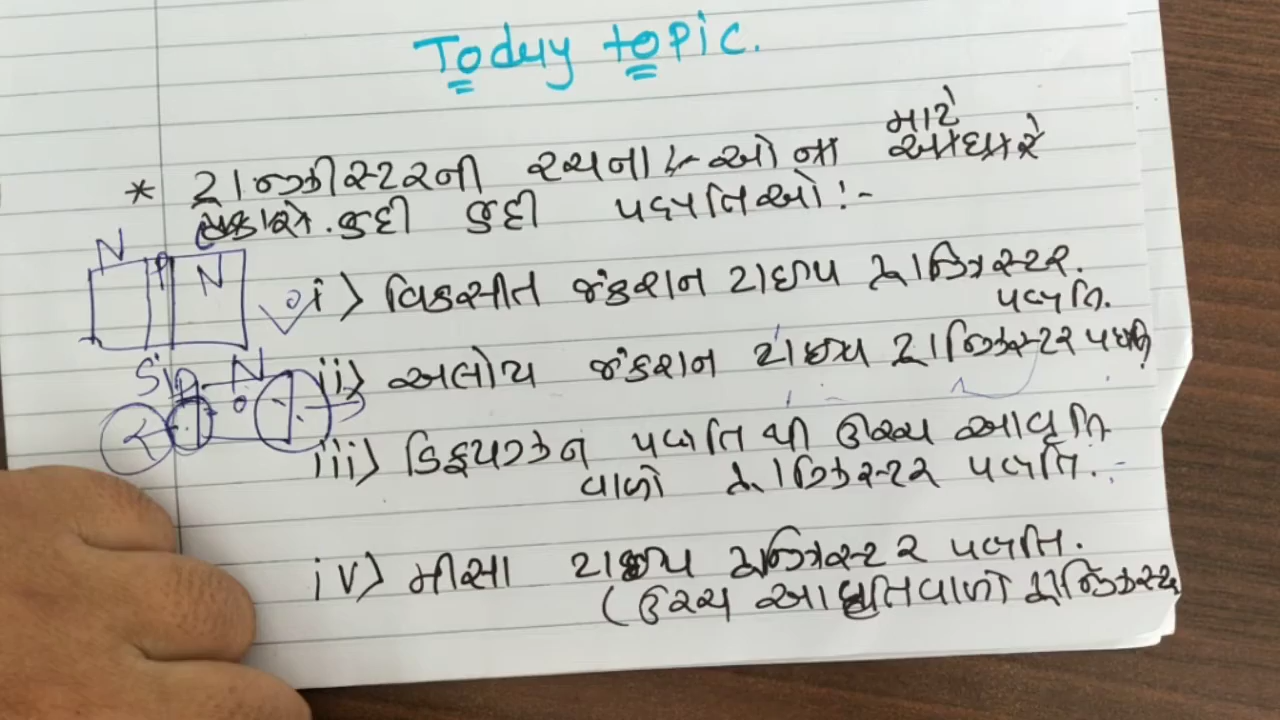 Today topic.
માટે
* ટ્રાન્ઝીસ્ટરની રચના:-ઓ ના આધારે
જુદી જુદી પધ્ધતિઓ:-
N P N
i> વિકસીત જંકશન ટાઇપ ટ્રાન્ઝિસ્ટર.
પધ્ધતિ.
ii> અલોય જંકશન ટાઇપ ટ્રાન્ઝિસ્ટર પધ્ધતિ
N
iii> ડિફયુઝન પધ્ધતિ થી ઉચ્ચ આવૃતિ
વાળો ટ્રાન્ઝિસ્ટર પધ્ધતિ.
iv> મીસા ટાઇપ ટ્રાન્ઝિસ્ટર પધ્ધતિ.
(ઉચ્ચ આવૃતિવાળો ટ્રાન્ઝિસ્ટર